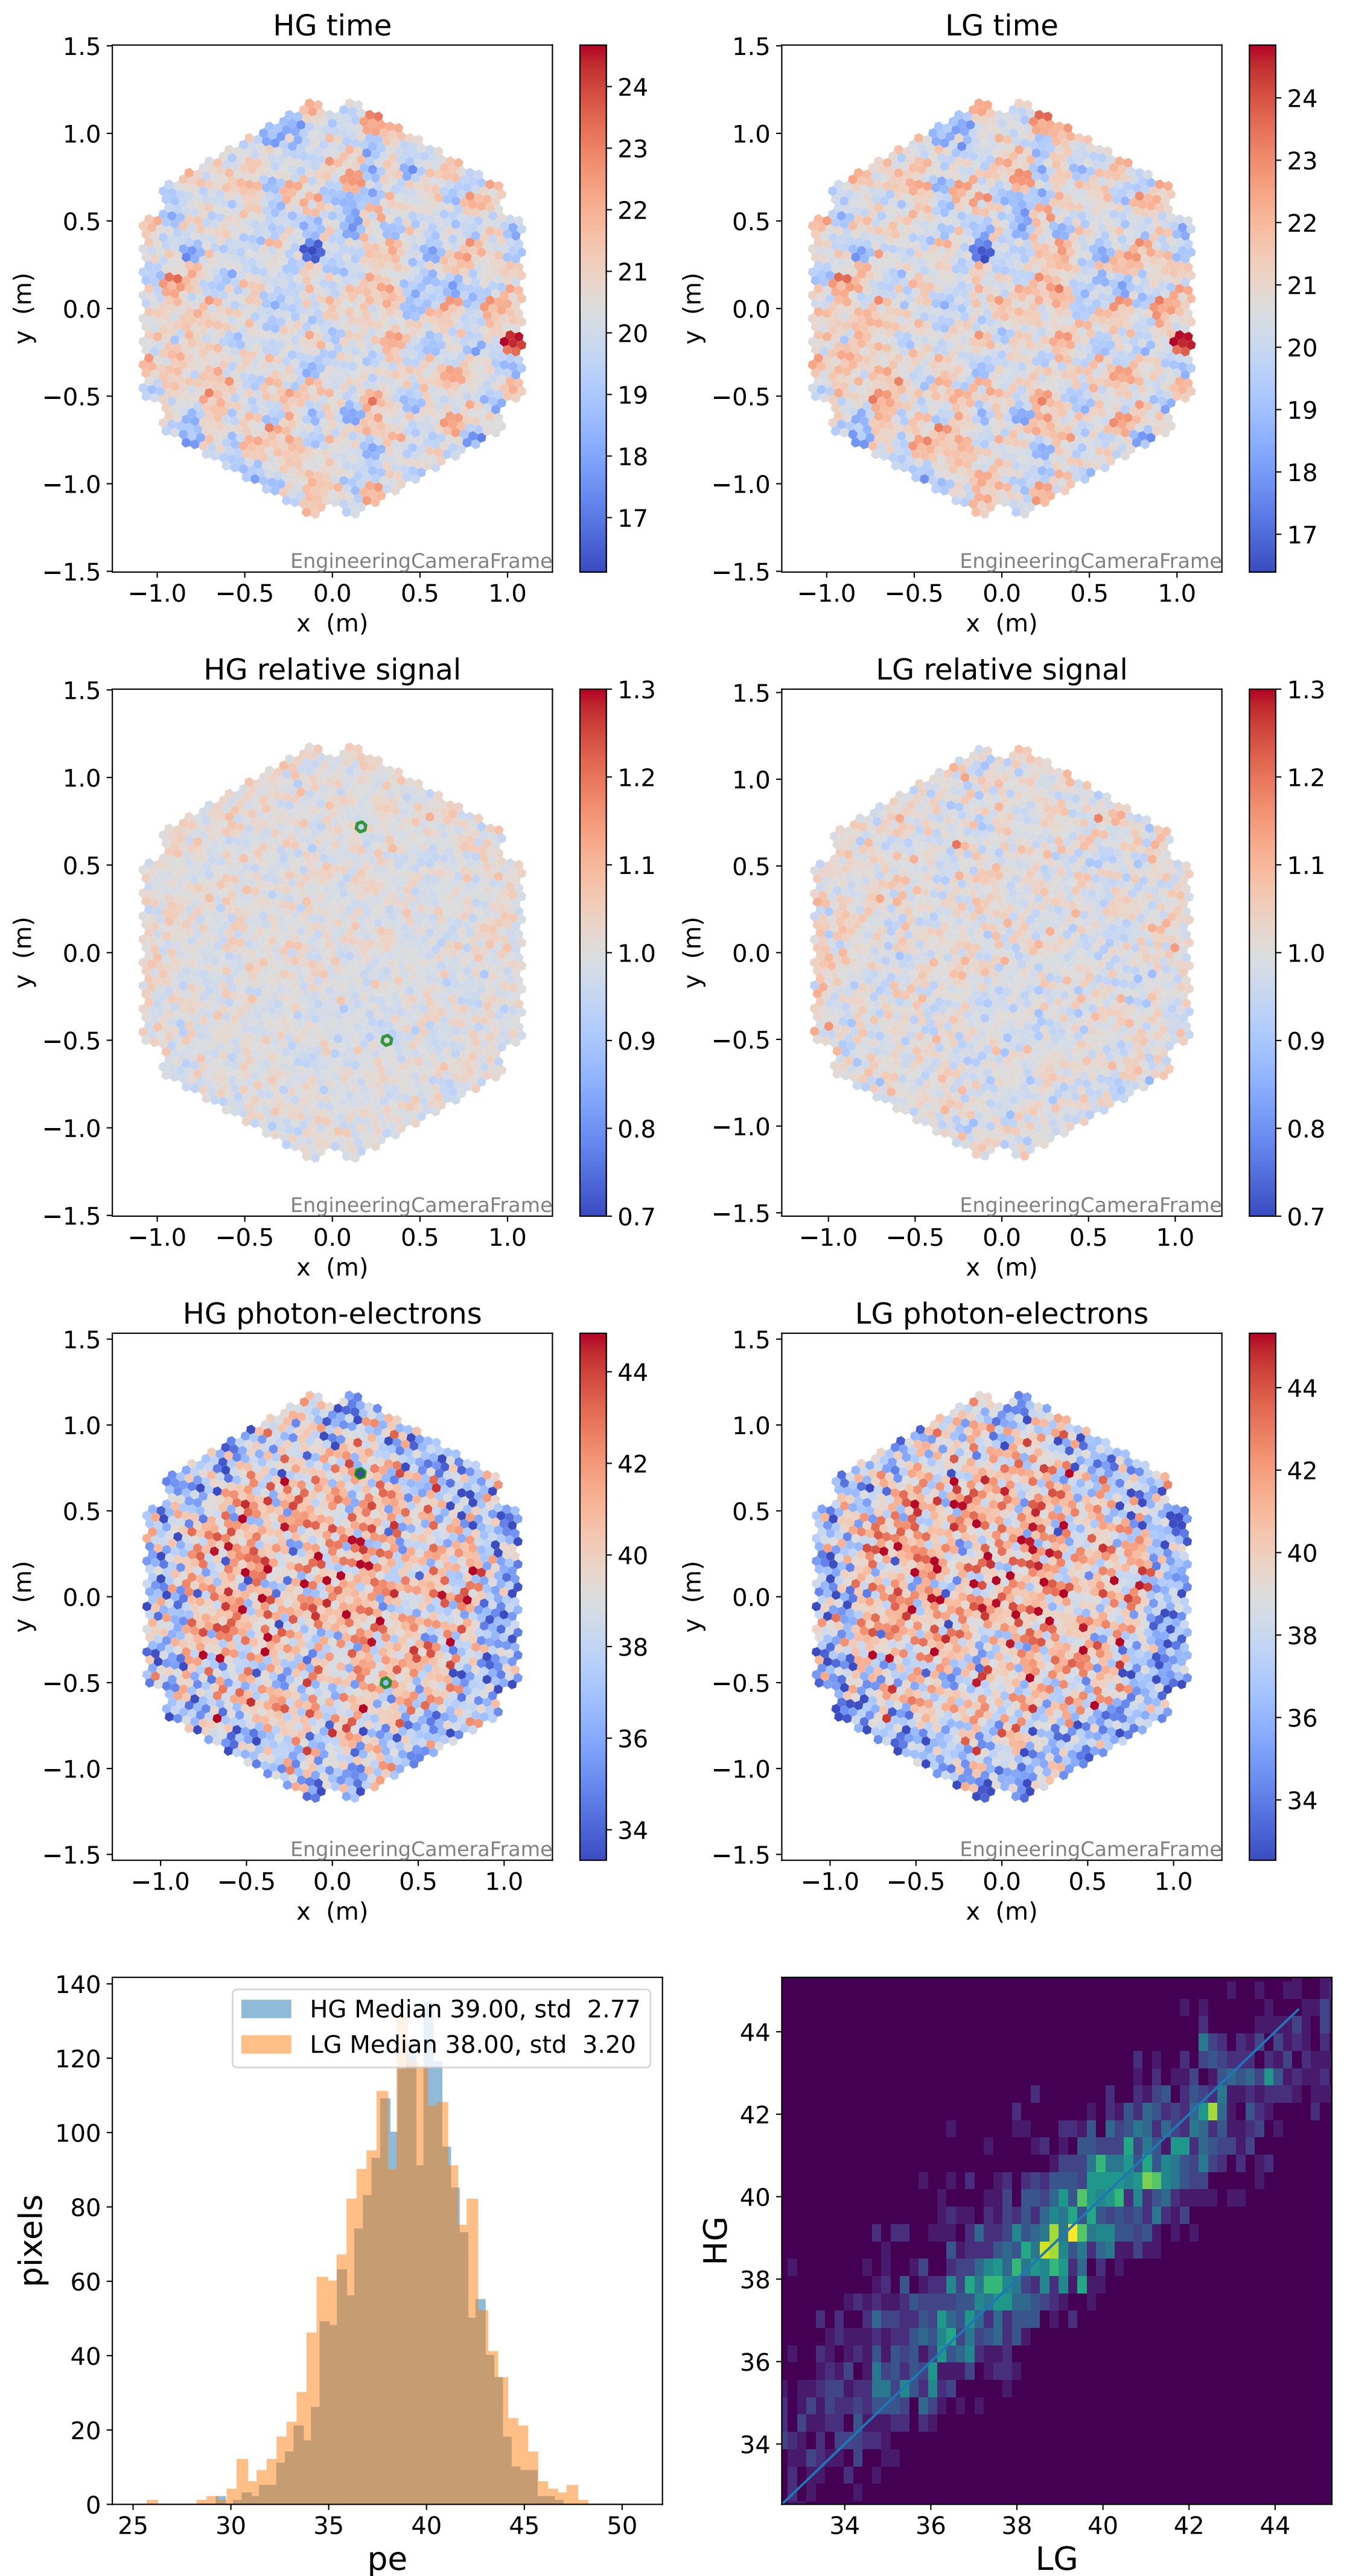 HG time
LG time
1.5
1.0
0.5
0.0
−0.5
−1.0
−1.5
y (m)
−1.0 −0.5 0.0 0.5 1.0
x (m)
EngineeringCameraFrame
24
23
22
21
20
19
18
17
1.5
1.0
0.5
0.0
−0.5
−1.0
−1.5
y (m)
−1.0 −0.5 0.0 0.5 1.0
x (m)
EngineeringCameraFrame
24
23
22
21
20
19
18
17
HG relative signal
LG relative signal
1.5
1.0
0.5
0.0
−0.5
−1.0
−1.5
y (m)
−1.0 −0.5 0.0 0.5 1.0
x (m)
EngineeringCameraFrame
1.3
1.2
1.1
1.0
0.9
0.8
0.7
1.5
1.0
0.5
0.0
−0.5
−1.0
−1.5
y (m)
−1.0 −0.5 0.0 0.5 1.0
x (m)
EngineeringCameraFrame
1.3
1.2
1.1
1.0
0.9
0.8
0.7
HG photon-electrons
LG photon-electrons
1.5
1.0
0.5
0.0
−0.5
−1.0
−1.5
y (m)
−1.0 −0.5 0.0 0.5 1.0
x (m)
EngineeringCameraFrame
44
42
40
38
36
34
1.5
1.0
0.5
0.0
−0.5
−1.0
−1.5
y (m)
−1.0 −0.5 0.0 0.5 1.0
x (m)
EngineeringCameraFrame
44
42
40
38
36
34
140
120
100
80
60
40
20
0
pixels
HG Median 39.00, std 2.77
LG Median 38.00, std 3.20
25 30 35 40 45 50
pe
44
42
40
38
36
34
HG
34 36 38 40 42 44
LG